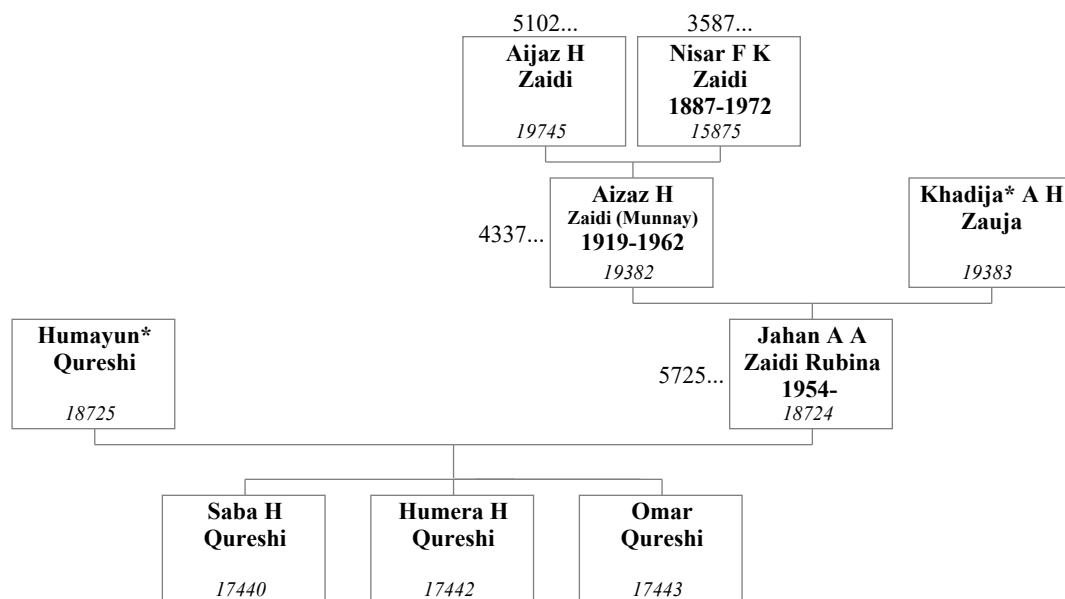 5102...
3587...
Aijaz H
Zaidi
19745
Nisar F K
Zaidi
1887-1972
15875
4337...
Aizaz H
Zaidi (Munnay)
1919-1962
19382
Khadija* A H
Zauja
19383
Humayun*
Qureshi
18725
5725...
Jahan A A
Zaidi Rubina
1954-
18724
Saba H
Qureshi
17440
Humera H
Qureshi
17442
Omar
Qureshi
17443